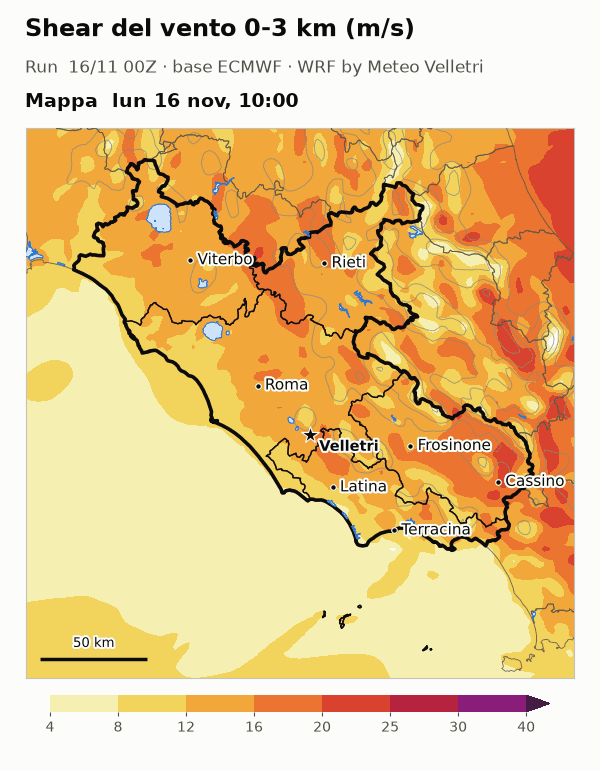 Shear del vento 0-3 km (m/s)
Run  16/11 00Z · base ECMWF · WRF by Meteo Velletri
Mappa  lun 16 nov, 10:00
Viterbo
Rieti
Roma
Velletri
Frosinone
Latina
Cassino
Terracina
50 km
4 8 12 16 20 25 30 40